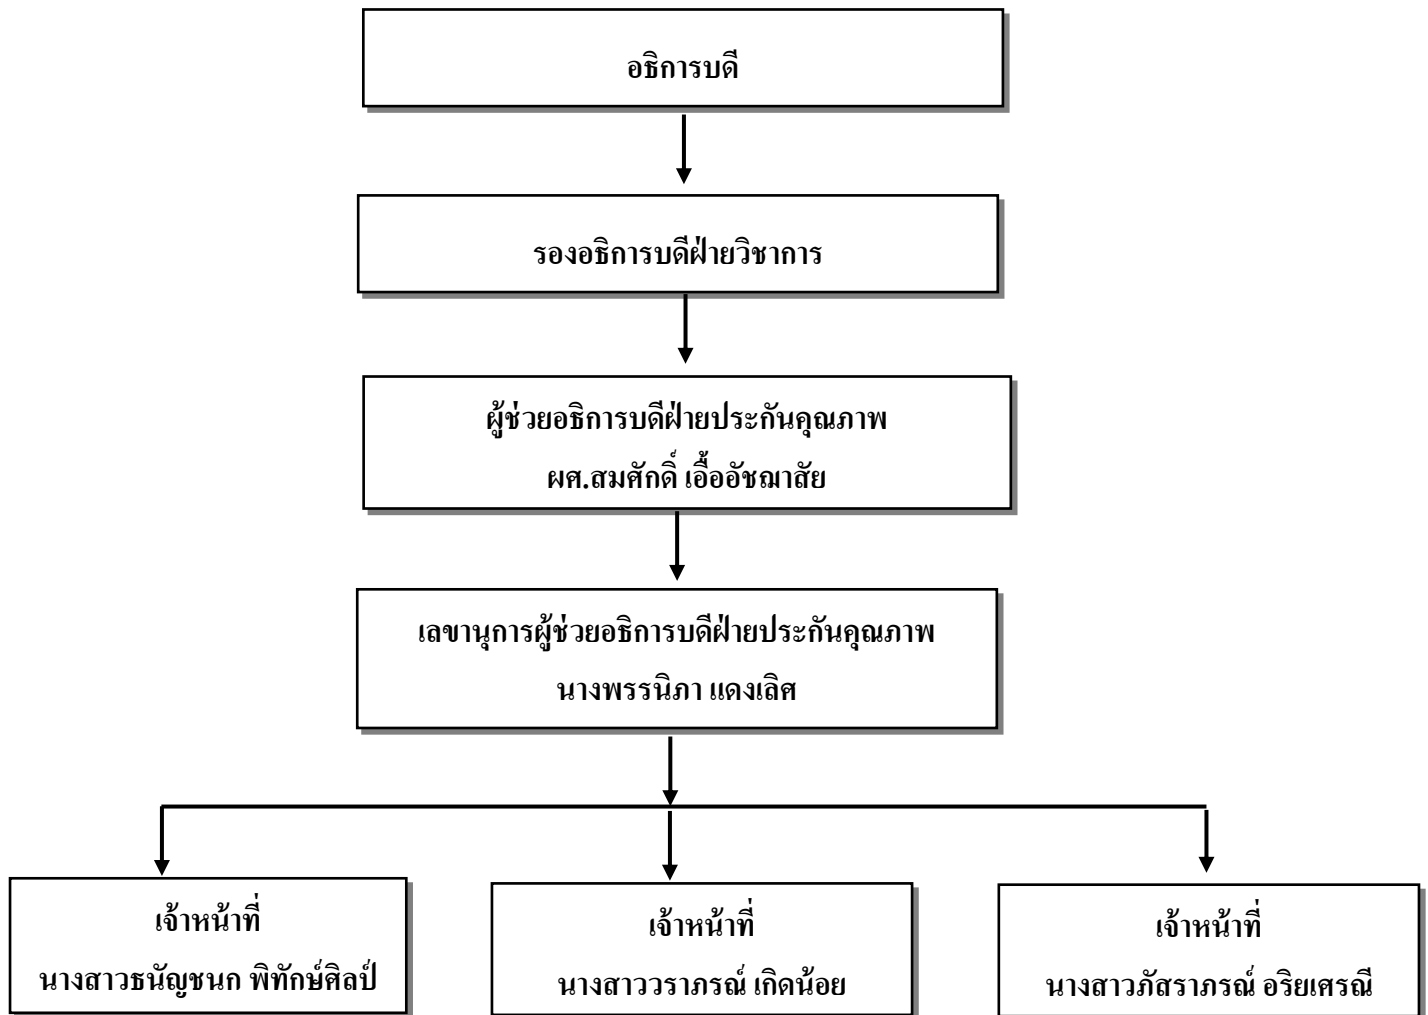 อธิการบดี
รองอธิการบดีฝ่ายวิชาการ
ผู้ช่วยอธิการบดีฝ่ายประกันคุณภาพ
ผศ.สมศักดิ์ เอื้ออัชฌาสัย
เลขานุการผู้ช่วยอธิการบดีฝ่ายประกันคุณภาพ
นางพรรนิภา แดงเลิศ
เจ้าหน้าที่
นางสาวธนัญชนก พิทักษ์ศิลป์
เจ้าหน้าที่
นางสาววราภรณ์ เกิดน้อย
เจ้าหน้าที่
นางสาวภัสราภรณ์ อริยเศรณี